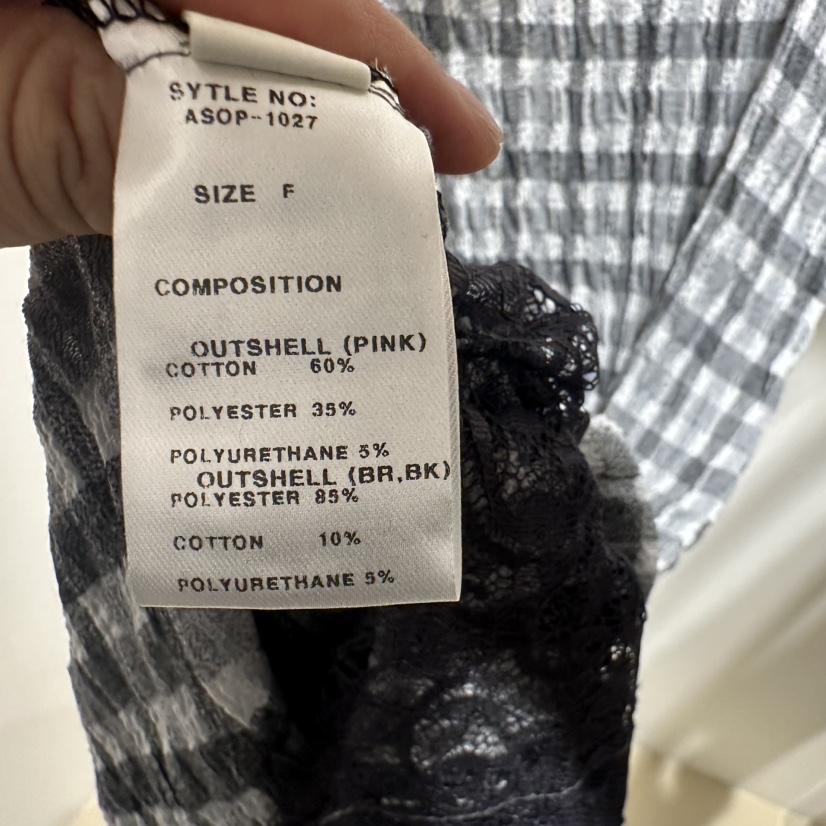 SYTLE NO:
ASOP-1027
SIZE F
COMPOSITION
OUTSHELL (PINK)
COTTON 60%
POLYESTER 35%
POLYURETHANE 5%
OUTSHELL (BR,BK)
POLYESTER 85%
COTTON 10%
POLYURETHANE 5%